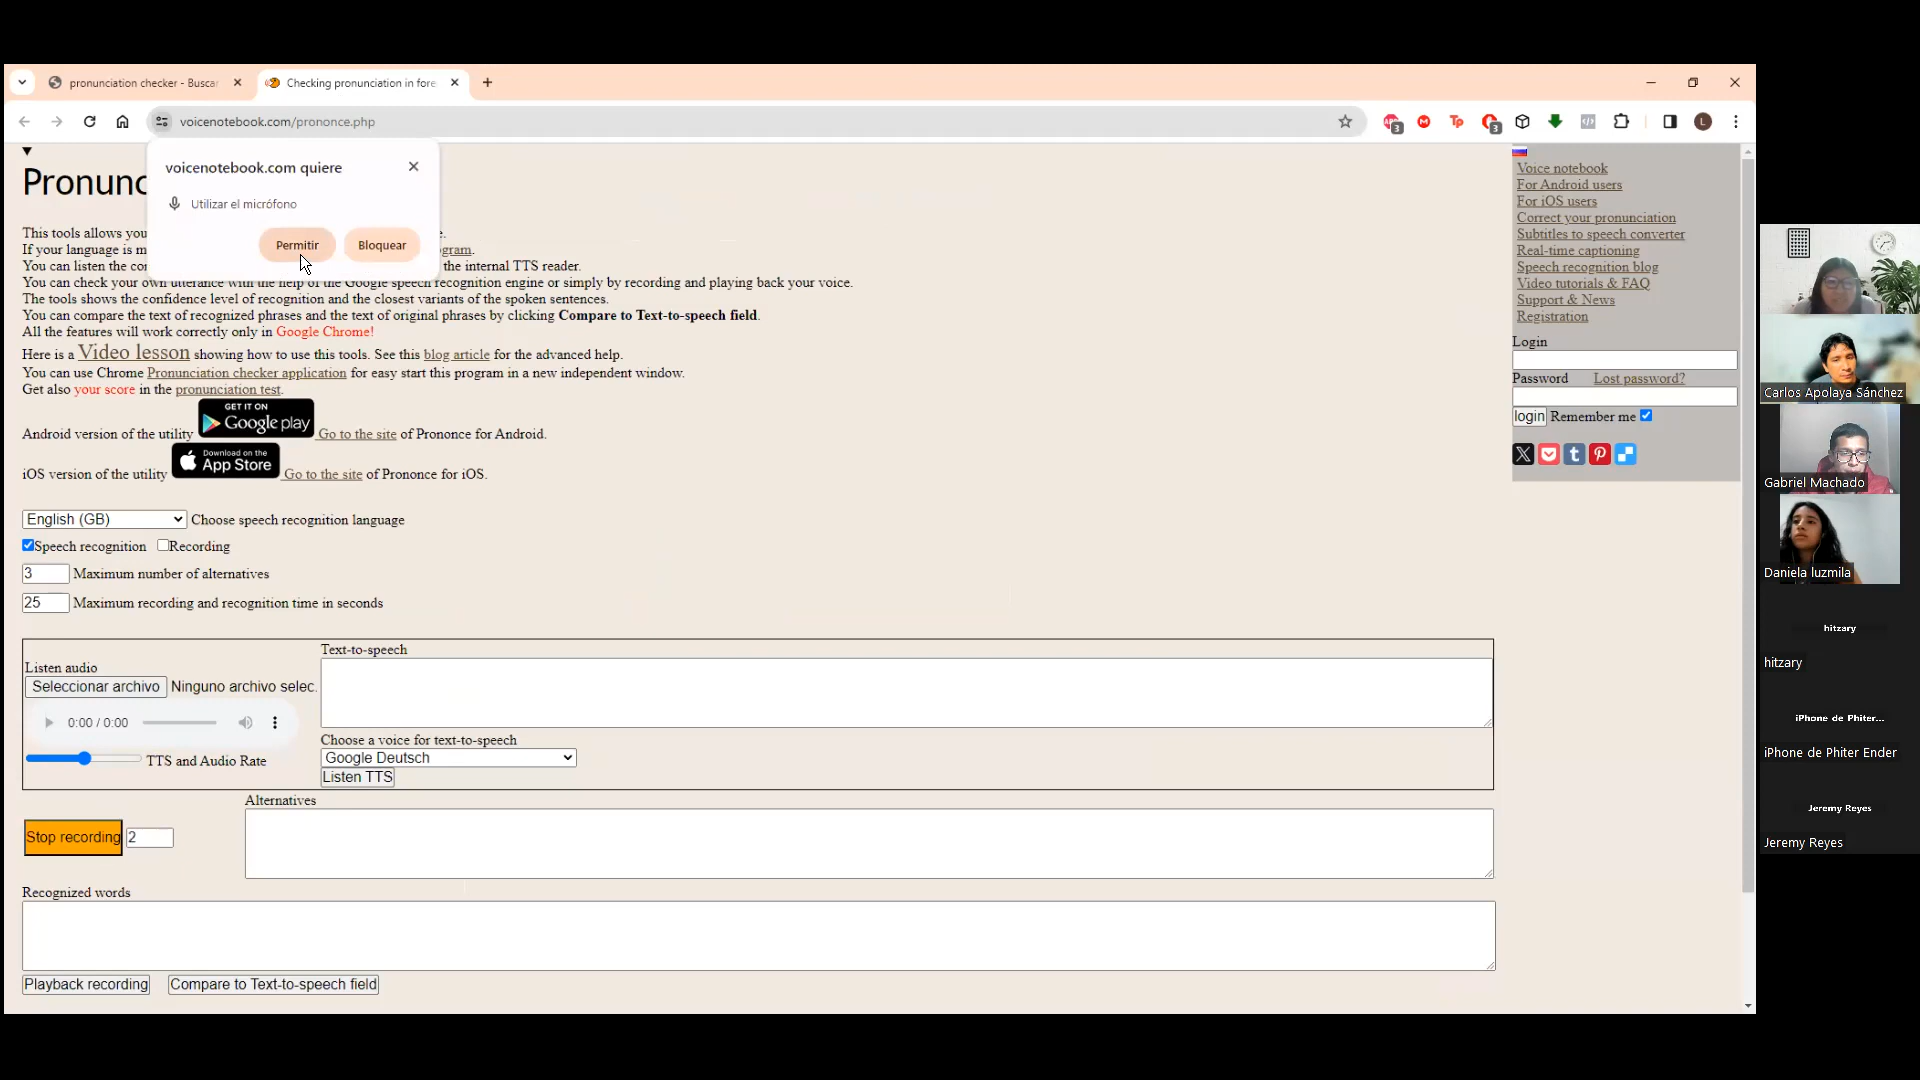 pronunciation checker - Buscar
Checking pronunciation in fore
voicenotebook.com/prononce.php
3
3
L
voicenotebook.com quiere
Utilizar el micrófono
Permitir
Bloquear
Pronunc
This tools allows you
If your language is m
gram.
You can listen the cor
the internal TTS reader.
You can check your own utterance with the help of the Google speech recognition engine or simply by recording and playing back your voice.
The tools shows the confidence level of recognition and the closest variants of the spoken sentences.
You can compare the text of recognized phrases and the text of original phrases by clicking Compare to Text-to-speech field.
All the features will work correctly only in Google Chrome!
Here is a Video lesson showing how to use this tools. See this blog article for the advanced help.
You can use Chrome Pronunciation checker application for easy start this program in a new independent window.
Get also your score in the pronunciation test.
Android version of the utility GET IT ON Google play Go to the site of Prononce for Android.
iOS version of the utility Download on the App Store Go to the site of Prononce for iOS.
English (GB) Choose speech recognition language
Speech recognition Recording
3 Maximum number of alternatives
25 Maximum recording and recognition time in seconds
Listen audio
Seleccionar archivo Ninguno archivo selec.
0:00 / 0:00
TTS and Audio Rate
Text-to-speech
Choose a voice for text-to-speech
Google Deutsch
Listen TTS
Alternatives
Stop recording 2
Recognized words
Playback recording Compare to Text-to-speech field
Voice notebook
For Android users
For iOS users
Correct your pronunciation
Subtitles to speech converter
Real-time captioning
Speech recognition blog
Video tutorials & FAQ
Support & News
Registration
Login
Password Lost password?
login Remember me
Carlos Apolaya Sánchez
Gabriel Machado
Daniela luzmila
hitzary
hitzary
iPhone de Phiter...
iPhone de Phiter Ender
Jeremy Reyes
Jeremy Reyes